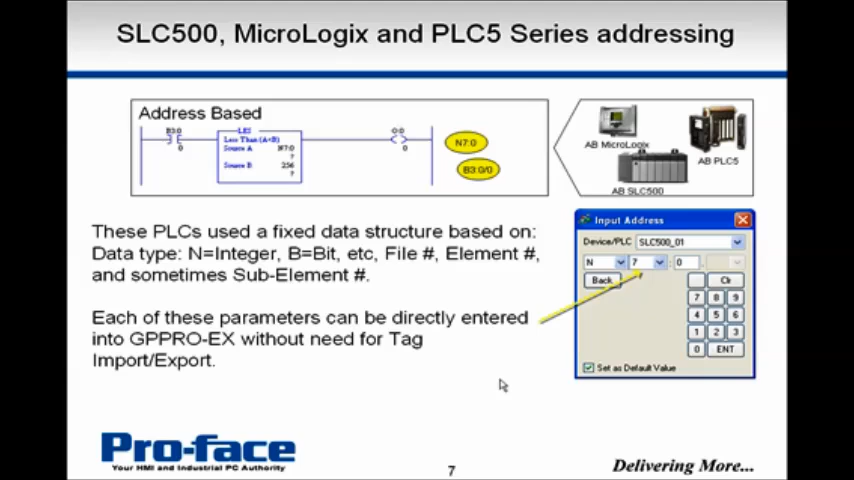 SLC500, MicroLogix and PLC5 Series addressing
Address Based
B3:0
0
LES
Less Than (A<B)
Source A N7:0
?
Source B 256
?
O:0
0
N7:0
B3:0/0
AB MicroLogix
AB PLC5
AB SLC500
These PLCs used a fixed data structure based on:
Data type: N=Integer, B=Bit, etc, File #, Element #,
and sometimes Sub-Element #.
Each of these parameters can be directly entered
into GPPRO-EX without need for Tag
Import/Export.
Input Address
Device/PLC SLC500_01
N 7 : 0
Back Clr
7 8 9
4 5 6
1 2 3
0 ENT
Set as Default Value
Pro-face
Your HMI and Industrial PC Authority
7
Delivering More...